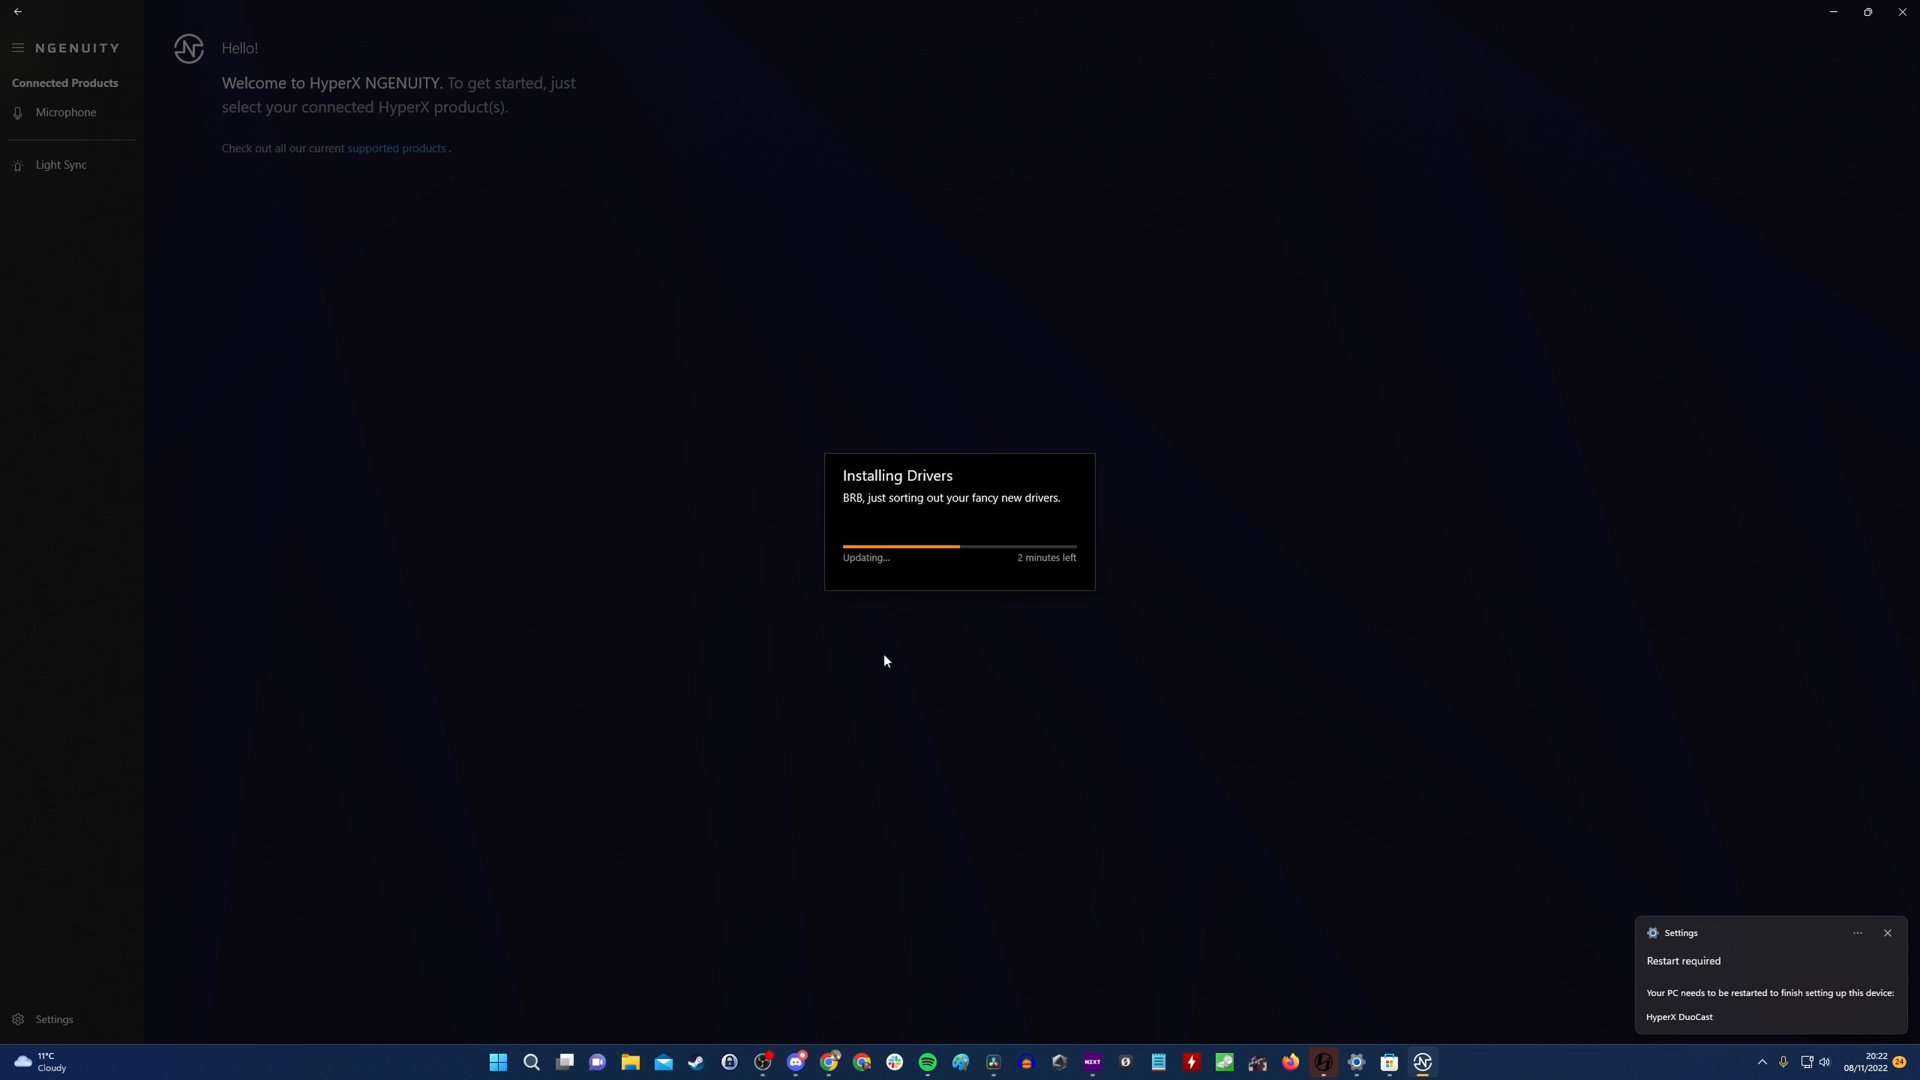 NGENUITY
Hello!
Connected Products
Welcome to HyperX NGENUITY. To get started, just
select your connected HyperX product(s).
Microphone
Check out all our current supported products .
Light Sync
Installing Drivers
BRB, just sorting out your fancy new drivers.
Updating...
2 minutes left
Settings
Restart required
Your PC needs to be restarted to finish setting up this device:
HyperX DuoCast
Settings
11°C
Cloudy
NZXT
20:22
08/11/2022
24